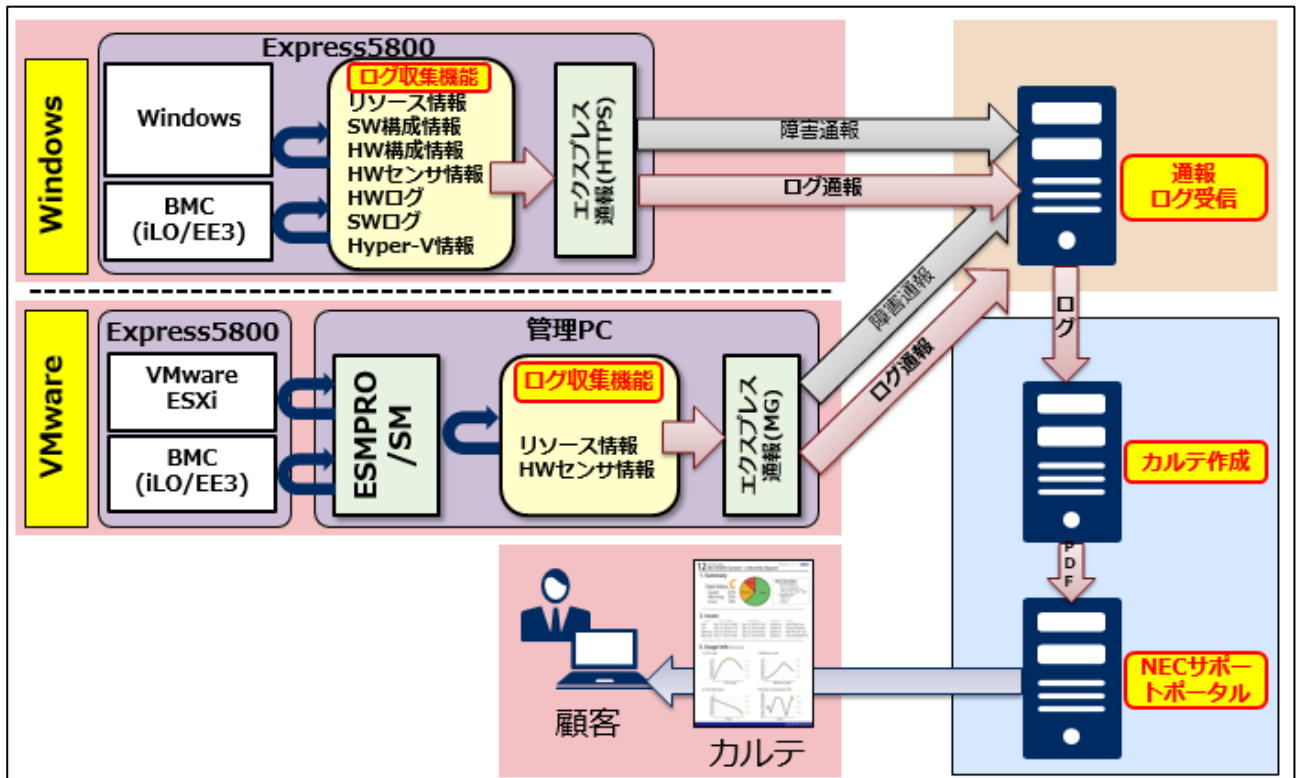 Windows
Express5800
Windows
BMC
(iLO/EE3)
ログ収集機能
リソース情報
SW構成情報
HW構成情報
HWセンサ情報
HWログ
SWログ
Hyper-V情報
エクスプレス
通報(HTTPS)
障害通報
ログ通報
通報
ログ受信
VMware
Express5800
VMware
ESXi
BMC
(iLO/EE3)
管理PC
ESMPRO
/SM
ログ収集機能
リソース情報
HWセンサ情報
エクスプレス
通報(MG)
障害通報
ログ通報
ログ
カルテ作成
PDF
NECサポー
トポータル
顧客
12
1. Summary
2. Issues
カルテ